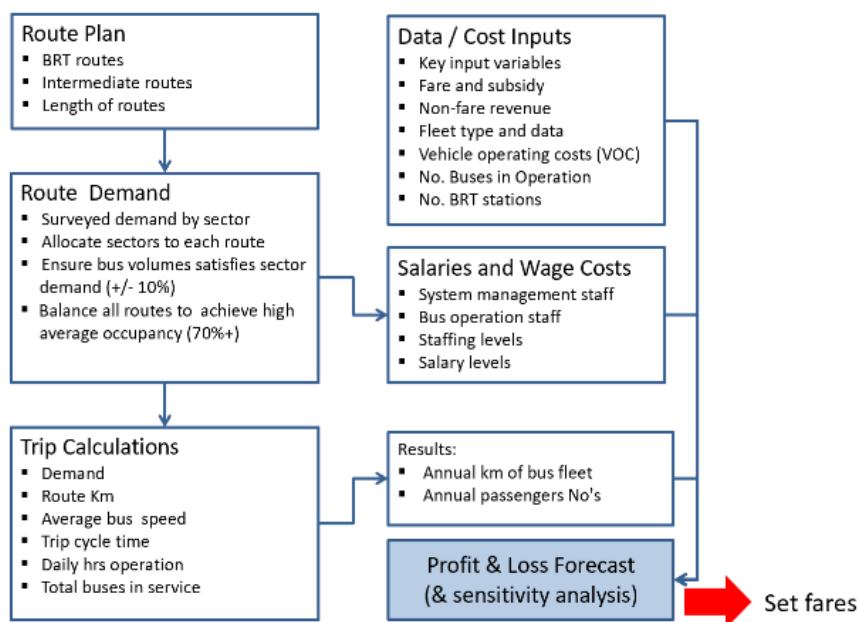 Route Plan
▪ BRT routes
▪ Intermediate routes
▪ Length of routes
Route Demand
▪ Surveyed demand by sector
▪ Allocate sectors to each route
▪ Ensure bus volumes satisfies sector
demand (+/- 10%)
▪ Balance all routes to achieve high
average occupancy (70%+)
Trip Calculations
▪ Demand
▪ Route Km
▪ Average bus speed
▪ Trip cycle time
▪ Daily hrs operation
▪ Total buses in service
Data / Cost Inputs
▪ Key input variables
▪ Fare and subsidy
▪ Non-fare revenue
▪ Fleet type and data
▪ Vehicle operating costs (VOC)
▪ No. Buses in Operation
▪ No. BRT stations
Salaries and Wage Costs
▪ System management staff
▪ Bus operation staff
▪ Staffing levels
▪ Salary levels
Results:
▪ Annual km of bus fleet
▪ Annual passengers No's
Profit & Loss Forecast
(& sensitivity analysis)
Set fares